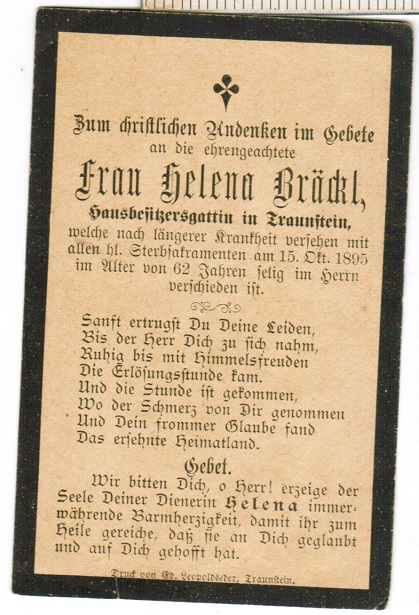 Zum christlichen Andenken im Gebete
an die ehrengeachtete
Frau Helena Bräckl,
Hausbesitzersgattin in Traunstein,
welche nach längerer Krankheit versehen mit
allen hl. Sterbsakramenten am 15. Okt. 1895
im Alter von 62 Jahren selig im Herrn
verschieden ist.
Sanft ertrugst Du Deine Leiden,
Bis der Herr Dich zu sich nahm,
Ruhig bis mit Himmelsfreuden
Die Erlösungsstunde kam.
Und die Stunde ist gekommen,
Wo der Schmerz von Dir genommen
Und Dein frommer Glaube fand
Das ersehnte Heimatland.
Gebet.
Wir bitten Dich, o Herr! erzeige der
Seele Deiner Dienerin Helena immer-
währende Barmherzigkeit, damit ihr zum
Heile gereiche, daß sie an Dich geglaubt
und auf Dich gehofft hat.
Druck von Ed. Leopoldseder, Traunstein.